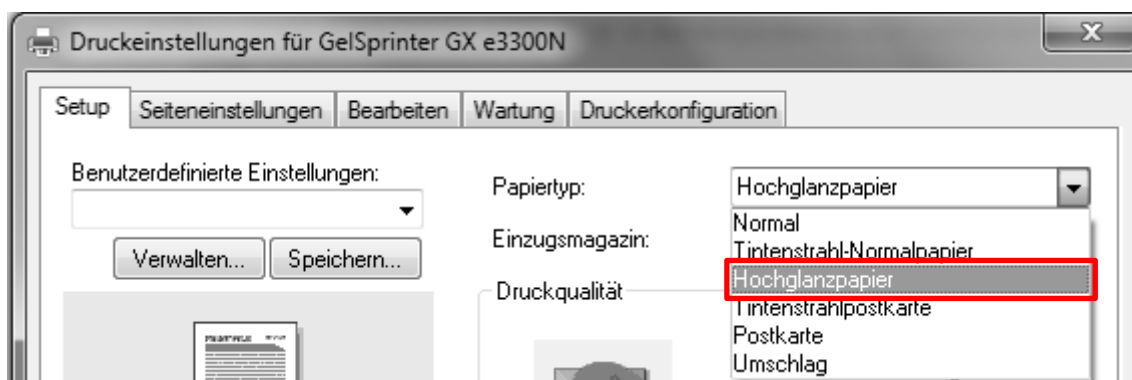 Druckeinstellungen für GelSprinter GX e3300N
Setup Seiteneinstellungen Bearbeiten Wartung Druckerkonfiguration
Benutzerdefinierte Einstellungen:
Papiertyp: Hochglanzpapier
Normal
Einzugsmagazin:
Tintenstrahl-Normalpapier
Verwalten... Speichern...
Hochglanzpapier
Druckqualität
Tintenstrahlpostkarte
Postkarte
Umschlag